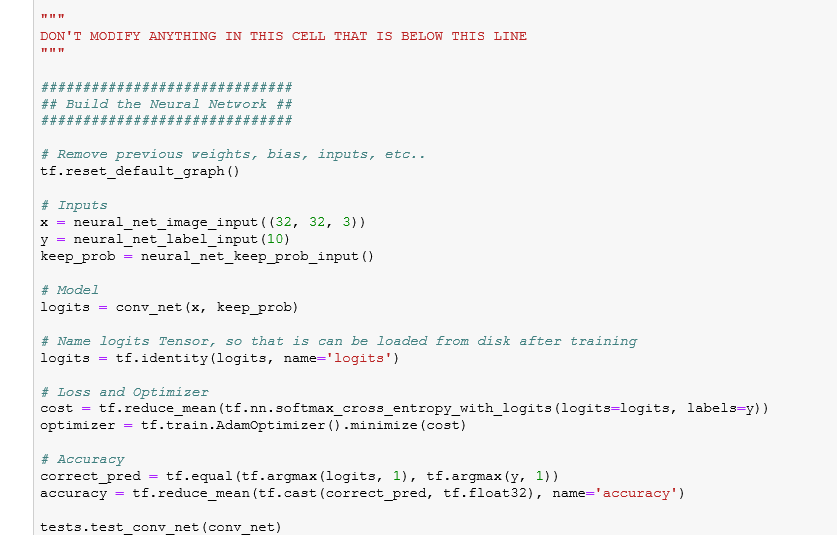 """
DON'T MODIFY ANYTHING IN THIS CELL THAT IS BELOW THIS LINE
"""
##############################
## Build the Neural Network ##
##############################
# Remove previous weights, bias, inputs, etc..
tf.reset_default_graph()
# Inputs
x = neural_net_image_input((32, 32, 3))
y = neural_net_label_input(10)
keep_prob = neural_net_keep_prob_input()
# Model
logits = conv_net(x, keep_prob)
# Name logits Tensor, so that is can be loaded from disk after training
logits = tf.identity(logits, name='logits')
# Loss and Optimizer
cost = tf.reduce_mean(tf.nn.softmax_cross_entropy_with_logits(logits=logits, labels=y))
optimizer = tf.train.AdamOptimizer().minimize(cost)
# Accuracy
correct_pred = tf.equal(tf.argmax(logits, 1), tf.argmax(y, 1))
accuracy = tf.reduce_mean(tf.cast(correct_pred, tf.float32), name='accuracy')
tests.test_conv_net(conv_net)